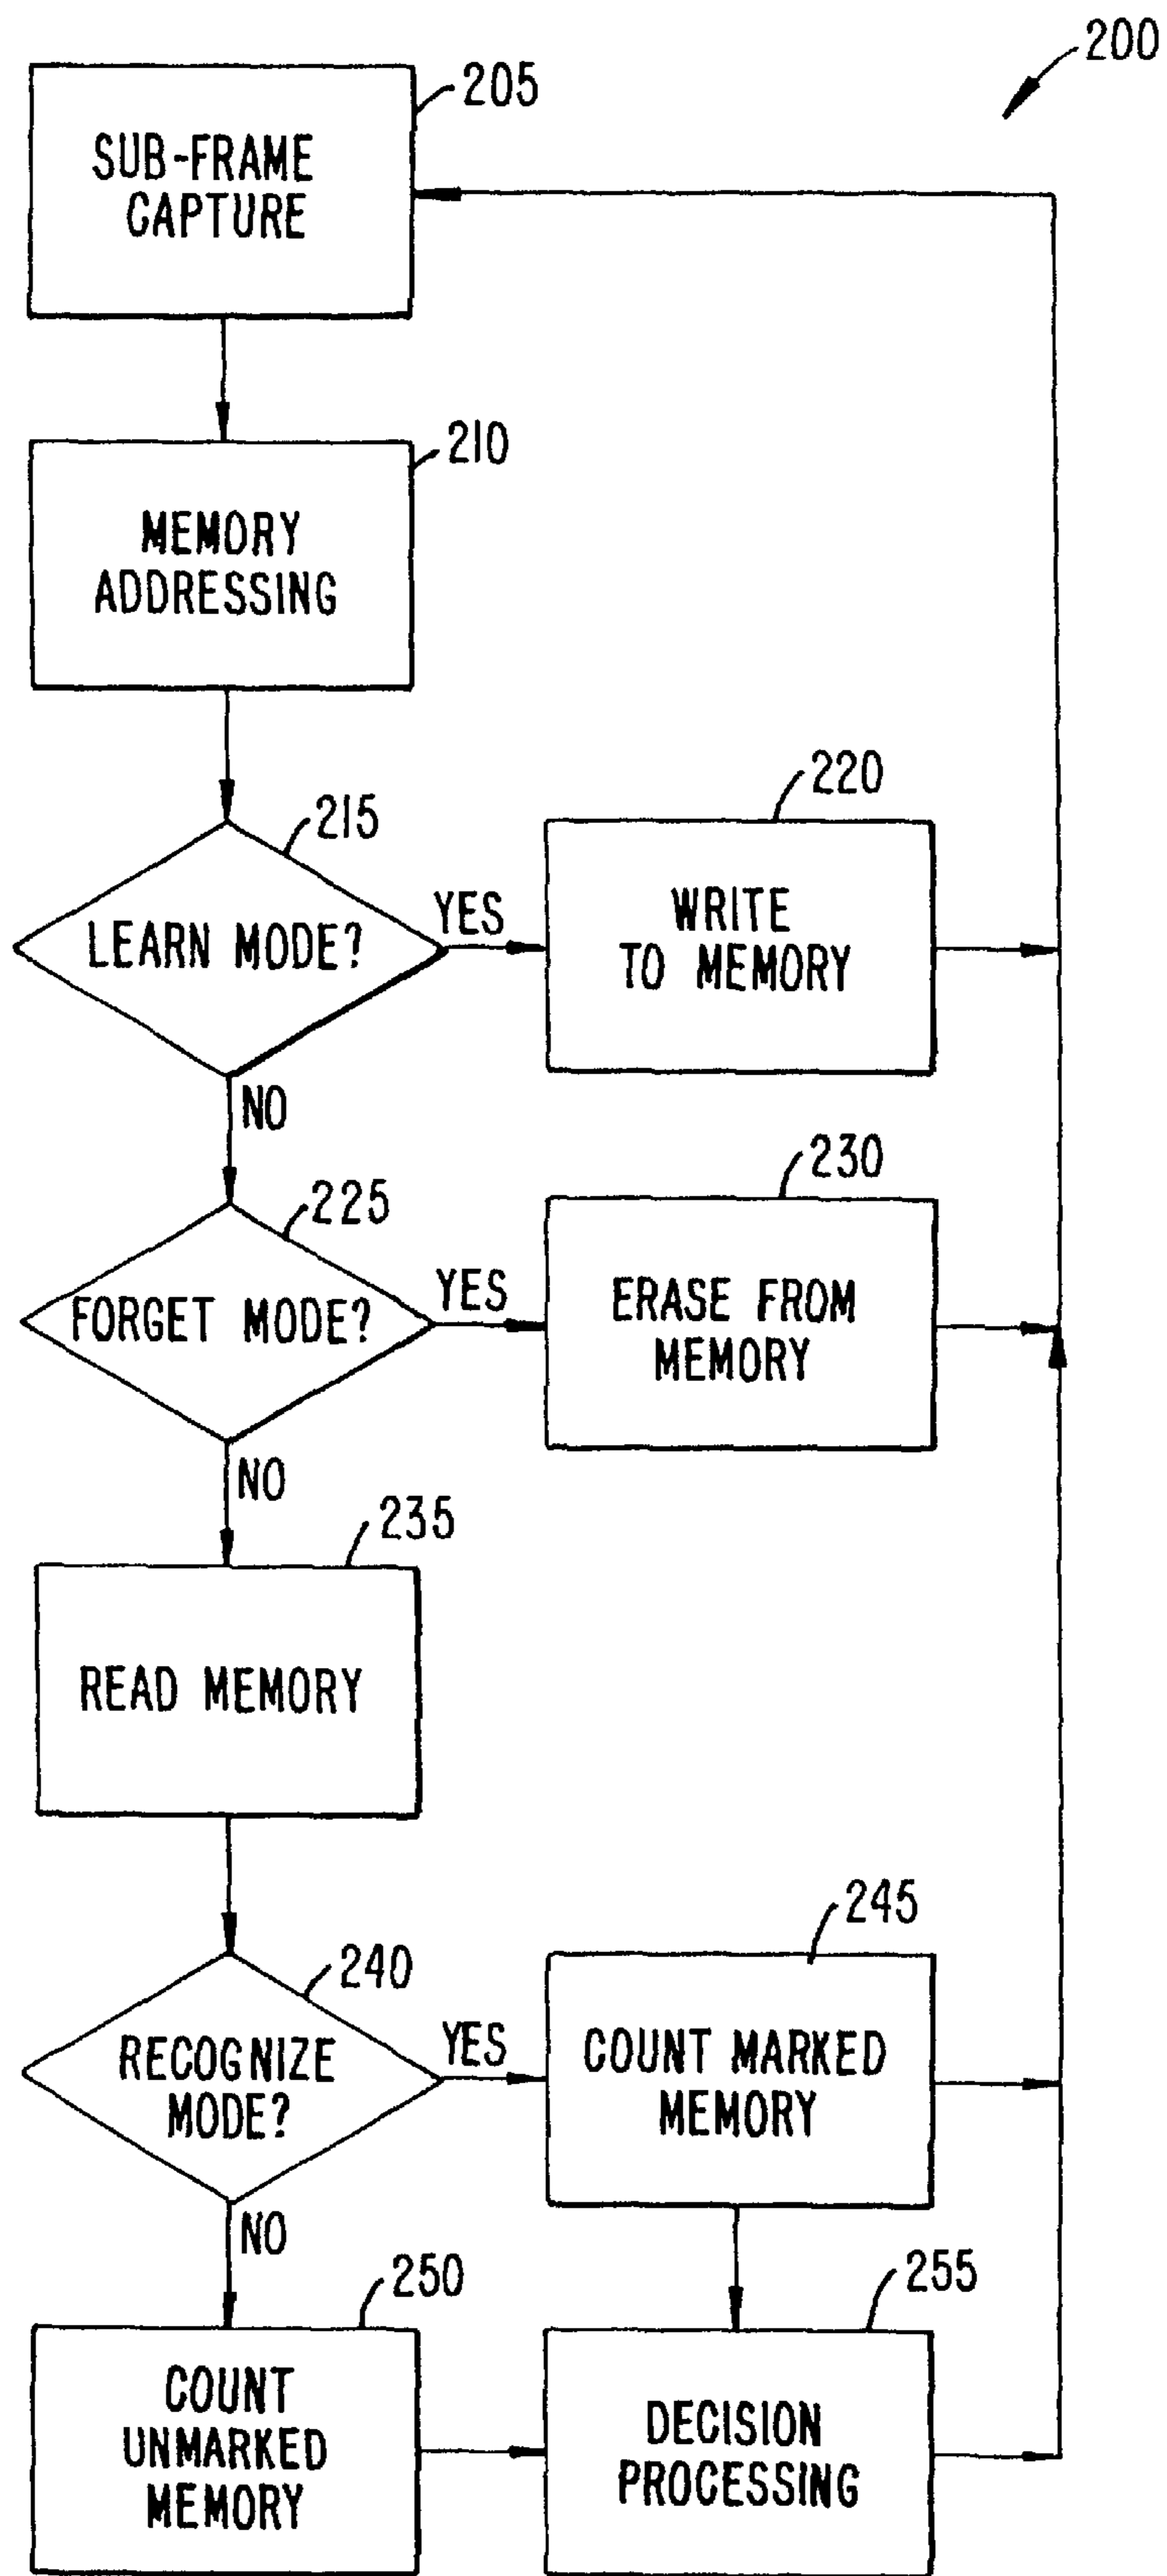 200
205
SUB-FRAME
CAPTURE
210
MEMORY
ADDRESSING
215
LEARN MODE?
YES
220
WRITE
TO MEMORY
NO
225
FORGET MODE?
YES
230
ERASE FROM
MEMORY
NO
235
READ MEMORY
240
RECOGNIZE
MODE?
YES
245
COUNT MARKED
MEMORY
NO
250
COUNT
UNMARKED
MEMORY
255
DECISION
PROCESSING